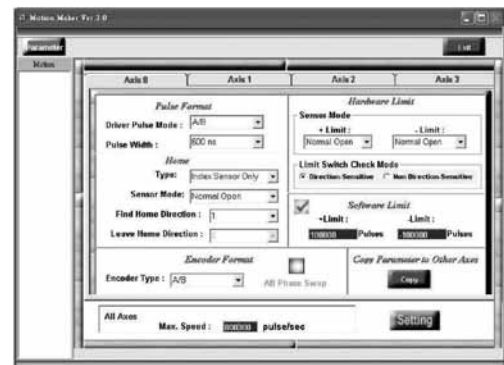 Motion Maker Ver 2.0
Parameter
Exit
Motion
Axis 0 Axis 1 Axis 2 Axis 3
Pulse Format
Driver Pulse Mode : A/B
Pulse Width : 600 ns
Home
Type: Index Sensor Only
Sensor Mode: Normal Open
Find Home Direction : 1
Leave Home Direction :
Encoder Format
Encoder Type : A/B
AB Phase Swap
Hardware Limit
Sensor Mode
+ Limit : - Limit :
Normal Open Normal Open
Limit Switch Check Mode
Direction Sensitive Non Direction Sensitive
Software Limit
+Limit : -Limit :
100000 Pulses -100000 Pulses
Copy Parameter to Other Axes
Copy
All Axes
Max. Speed : 800000 pulse/sec
Setting